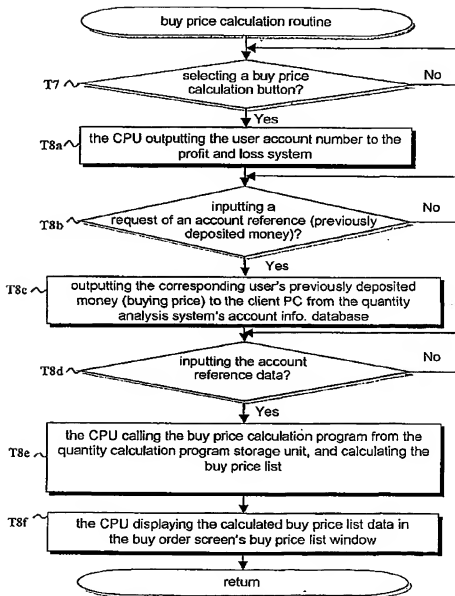 buy price calculation routine
T7
selecting a buy price
calculation button?
No
Yes
T8a
the CPU outputting the user account number to the
profit and loss system
T8b
inputting a
request of an account reference (previously
deposited money)?
No
Yes
T8c
outputting the corresponding user's previously deposited
money (buying price) to the client PC from the quantity
analysis system's account info. database
T8d
inputting the account
reference data?
No
Yes
T8e
the CPU calling the buy price calculation program from the
quantity calculation program storage unit, and calculating the
buy price list
T8f
the CPU displaying the calculated buy price list data in
the buy order screen's buy price list window
return